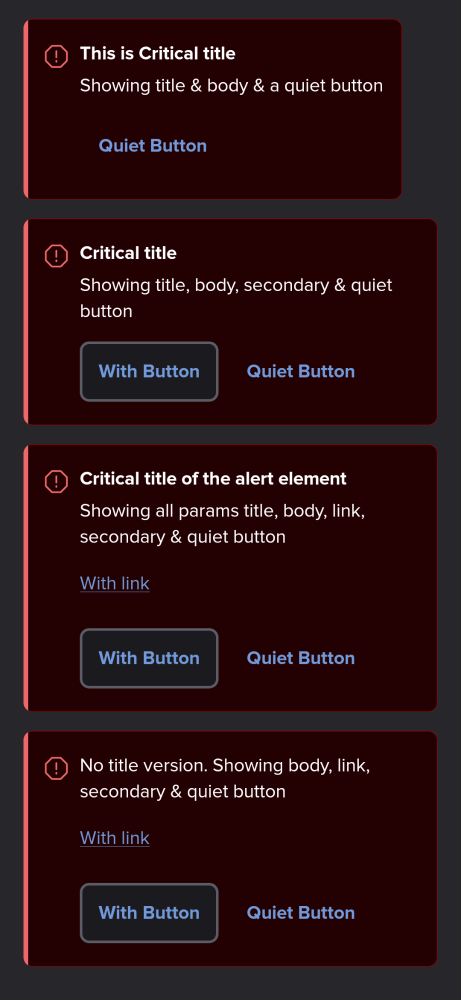 This is Critical title
Showing title & body & a quiet button
Quiet Button
Critical title
Showing title, body, secondary & quiet
button
With Button
Quiet Button
Critical title of the alert element
Showing all params title, body, link,
secondary & quiet button
With link
With Button
Quiet Button
No title version. Showing body, link,
secondary & quiet button
With link
With Button
Quiet Button